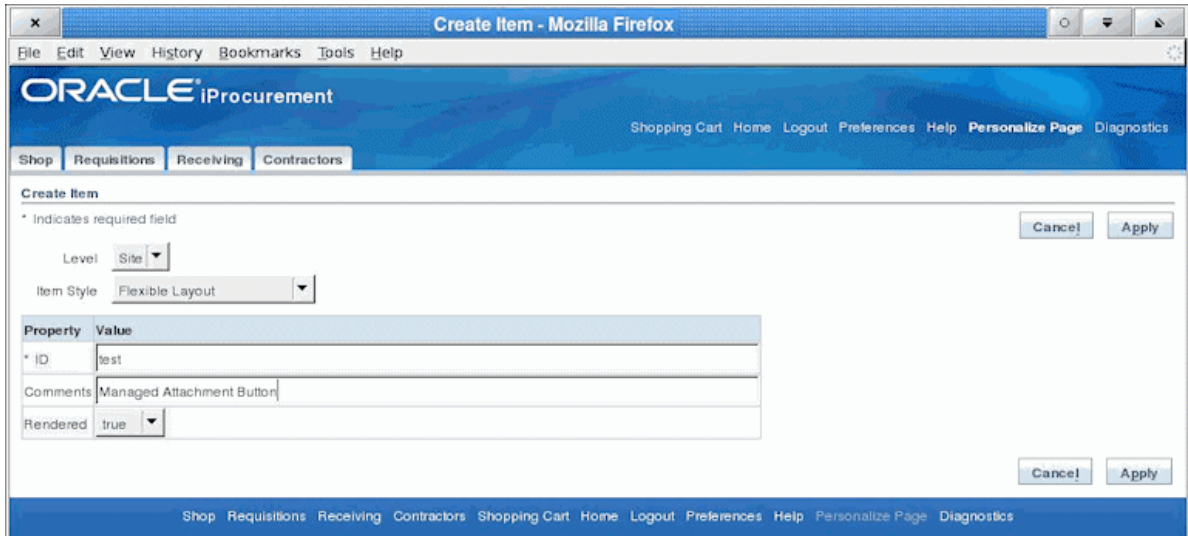 Create Item - Mozilla Firefox
File Edit View History Bookmarks Tools Help
ORACLE iProcurement
Shopping Cart Home Logout Preferences Help Personalize Page Diagnostics
Shop Requisitions Receiving Contractors
Create Item
* Indicates required field
Cancel Apply
Level Site
Item Style Flexible Layout
Property Value
* ID test
Comments Managed Attachment Button
Rendered true
Cancel Apply
Shop Requisitions Receiving Contractors Shopping Cart Home Logout Preferences Help Personalize Page Diagnostics